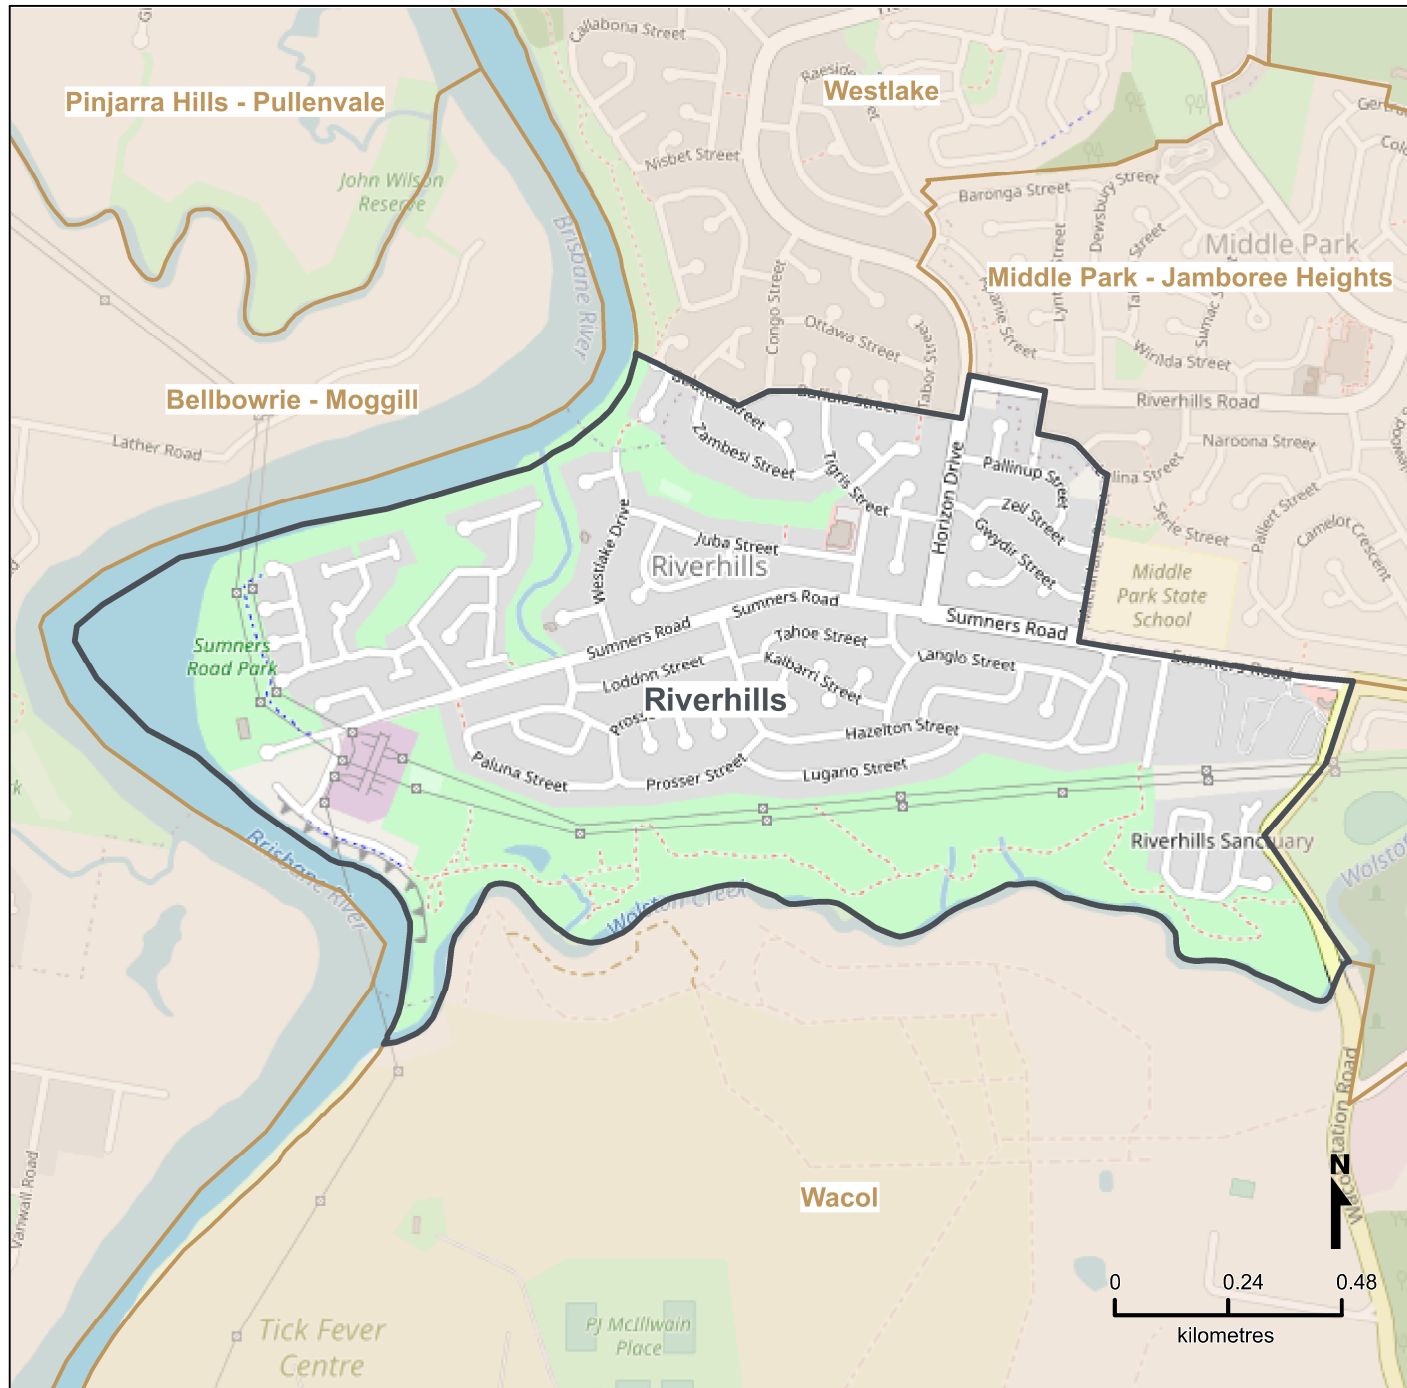 Callabona Street
Raeside
Westlake
Pinjarra Hills - Pullenvale
Nisbet Street
John Wilson
Reserve
Baronga Street
Dewsbury Street
Middle Park
Middle Park - Jamboree Heights
Brisbane River
Congo Street
Ottawa Street
Tabor Street
Sumac
Wirilda Street
Bellbowrie - Moggill
Lather Road
Riverhills Road
Buffalo Street
Naroona Street
Zambesi Street
Tigris Street
Horizon Drive
Pallinup Street
Zeil Street
Gwydir Street
Serle Street
Pallert Street
Camelot Crescent
Westlake Drive
Juba Street
Riverhills
Middle
Park State
School
Sumners Road
Sumners Road
Sumners Road
Sumners Road
Sumners
Road Park
Tahoe Street
Loddon Street
Kalbarri Street
Langlo Street
Riverhills
Hazelton Street
Paluna Street
Prosser Street
Lugano Street
Riverhills Sanctuary
Brisbane River
Wolston Creek
Wacol
Vanwall Road
N
0 0.24 0.48
kilometres
Tick Fever
Centre
PJ McIllwain
Place